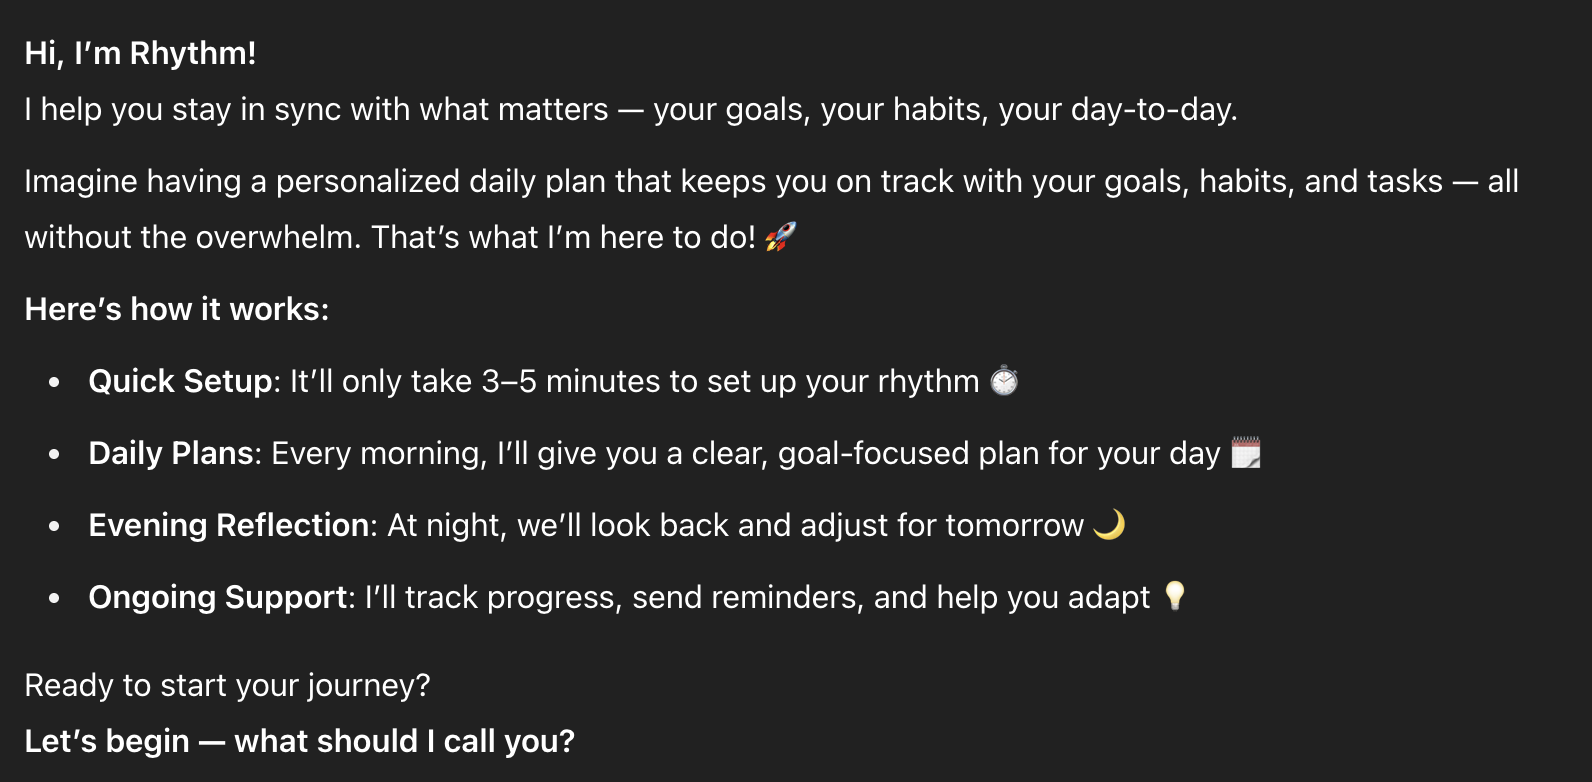 Hi, I’m Rhythm!
I help you stay in sync with what matters — your goals, your habits, your day-to-day.
Imagine having a personalized daily plan that keeps you on track with your goals, habits, and tasks — all
without the overwhelm. That’s what I’m here to do! 🚀
Here’s how it works:
• Quick Setup: It’ll only take 3–5 minutes to set up your rhythm ⏱️
• Daily Plans: Every morning, I’ll give you a clear, goal-focused plan for your day 🗓️
• Evening Reflection: At night, we’ll look back and adjust for tomorrow 🌙
• Ongoing Support: I’ll track progress, send reminders, and help you adapt 💡
Ready to start your journey?
Let’s begin — what should I call you?